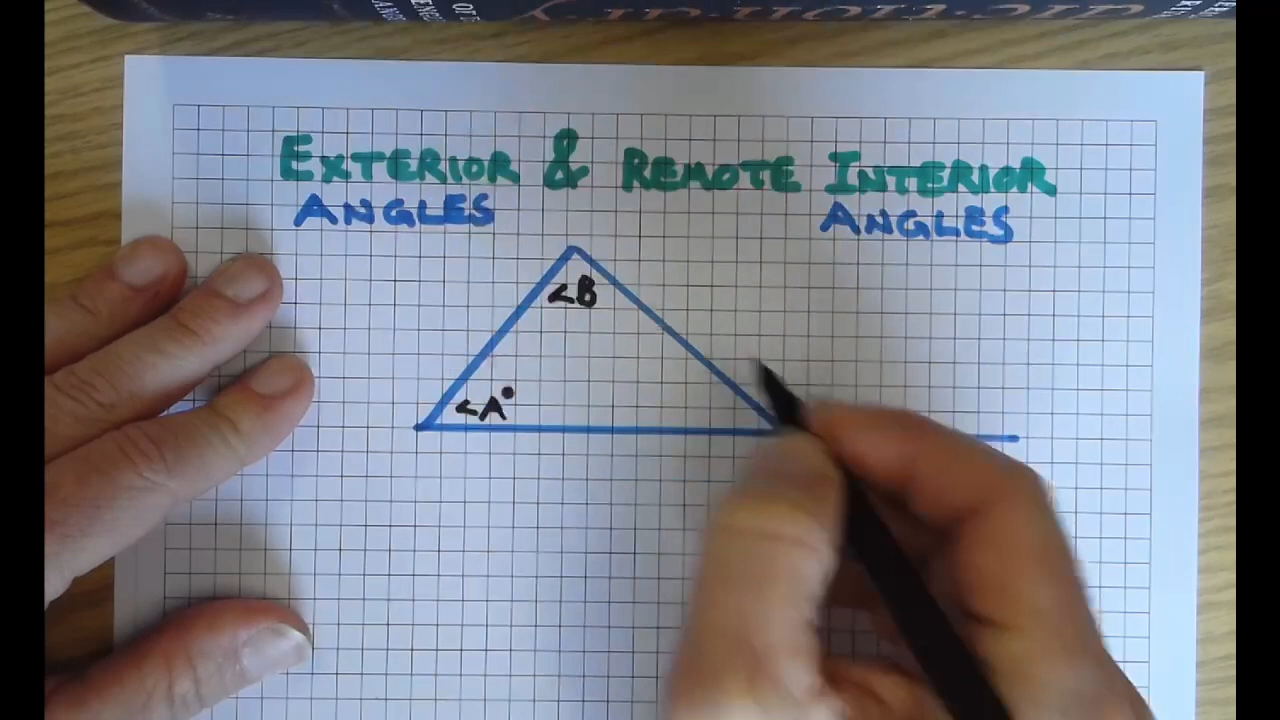 EXTERIOR & REMOTE INTERIOR
ANGLES ANGLES
<B
<A°